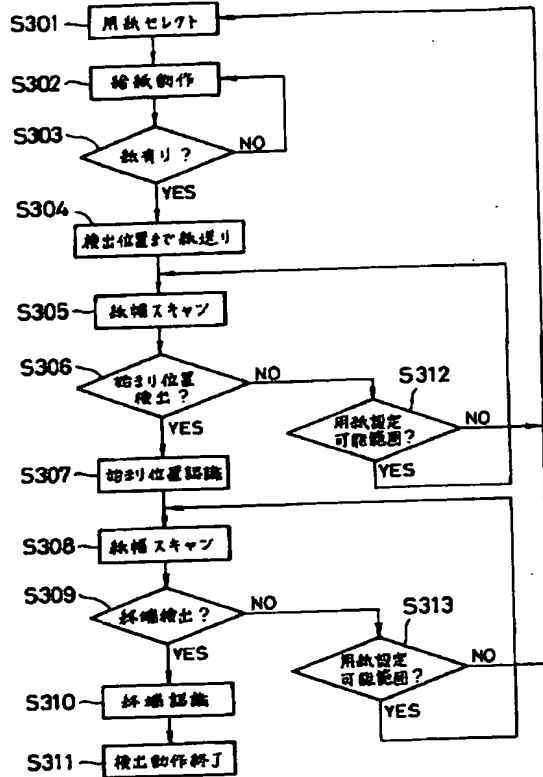 S301 用紙セレクト
S302 給紙動作
S303 紙有り?
NO
YES
S304 検出位置まで紙送り
S305 紙幅スキャン
S306 始まり位置
検出?
NO
YES
S312
用紙設定
可能範囲?
NO
YES
S307 始まり位置認識
S308 紙幅スキャン
S309 終端検出?
NO
YES
S313
用紙設定
可能範囲?
NO
YES
S310 終端認識
S311 検出動作終了